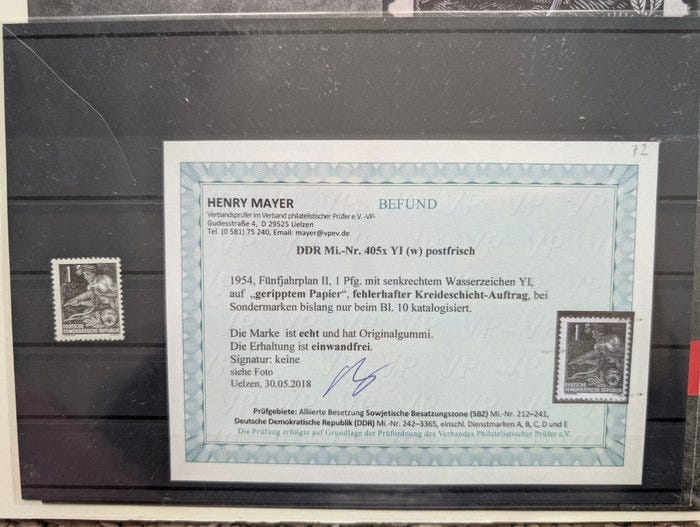 72
HENRY MAYER
BEFUND
Verbandsprüfer im Verband philatelistischer Prüfer e.V. -VP-
Gudesstraße 4, D 29525 Uelzen
Tel. (0 581) 75 240, Email: mayer@vpev.de
DDR Mi.-Nr. 405x YI (w) postfrisch
1954, Fünfjahrplan II, 1 Pfg. mit senkrechtem Wasserzeichen YI,
auf „geripptem Papier", fehlerhafter Kreideschicht-Auftrag, bei
Sondermarken bislang nur beim Bl. 10 katalogisiert.
Die Marke ist echt und hat Originalgummi.
Die Erhaltung ist einwandfrei.
Signatur: keine
siehe Foto
Uelzen, 30.05.2018
Prüfgebiete: Alliierte Besetzung Sowjetische Besatzungszone (SBZ) Mi.-Nr. 212–241,
Deutsche Demokratische Republik (DDR) Mi.-Nr. 242–3365, einschl. Dienstmarken A, B, C, D und E
Die Prüfung erfolgte auf Grundlage der Prüfordnung des Verbandes Philatelistischer Prüfer e.V.
1
DEUTSCHE
DEMOKRATISCHE REPUBLIK
1
DEUTSCHE
DEMOKRATISCHE REPUBLIK